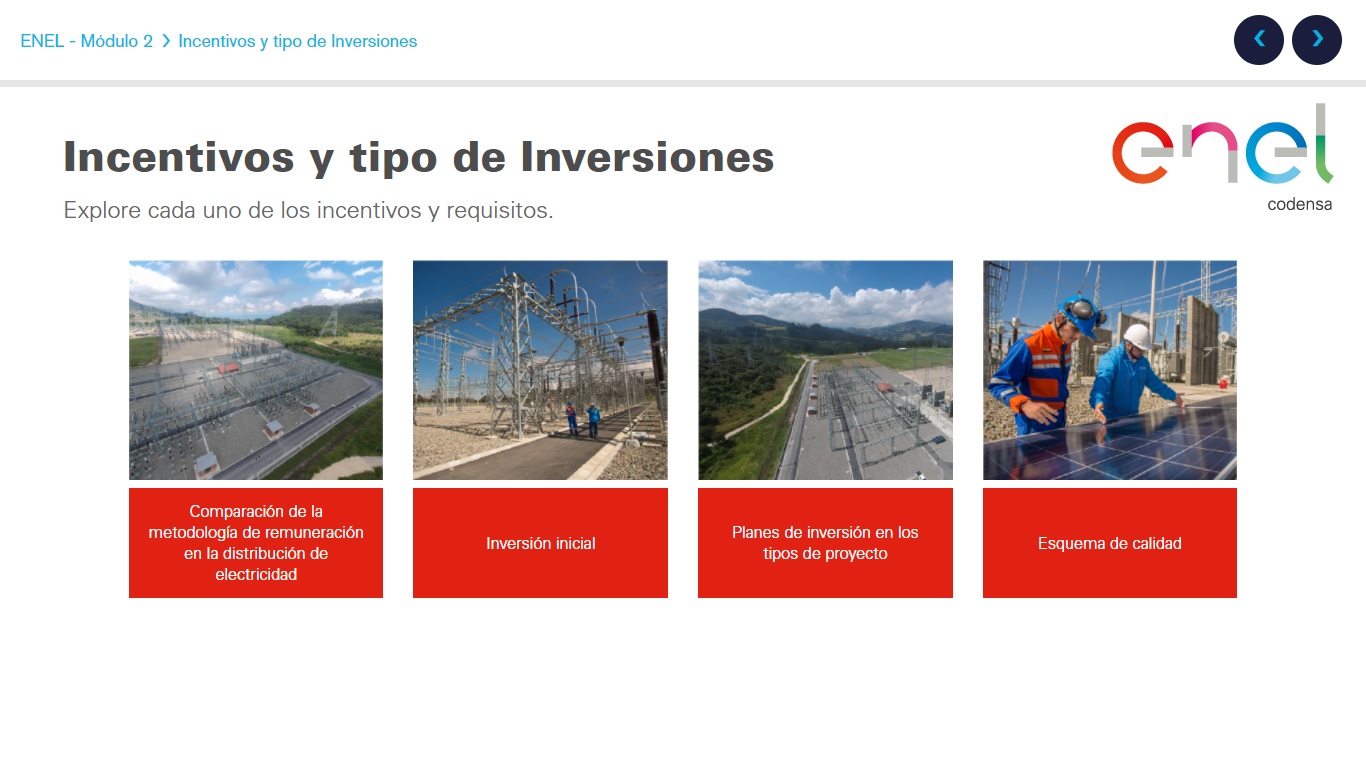 ENEL - Módulo 2 > Incentivos y tipo de Inversiones
enel
codensa
Incentivos y tipo de Inversiones
Explore cada uno de los incentivos y requisitos.
Comparación de la
metodología de remuneración
en la distribución de
electricidad
Inversión inicial
Planes de inversión en los
tipos de proyecto
Esquema de calidad